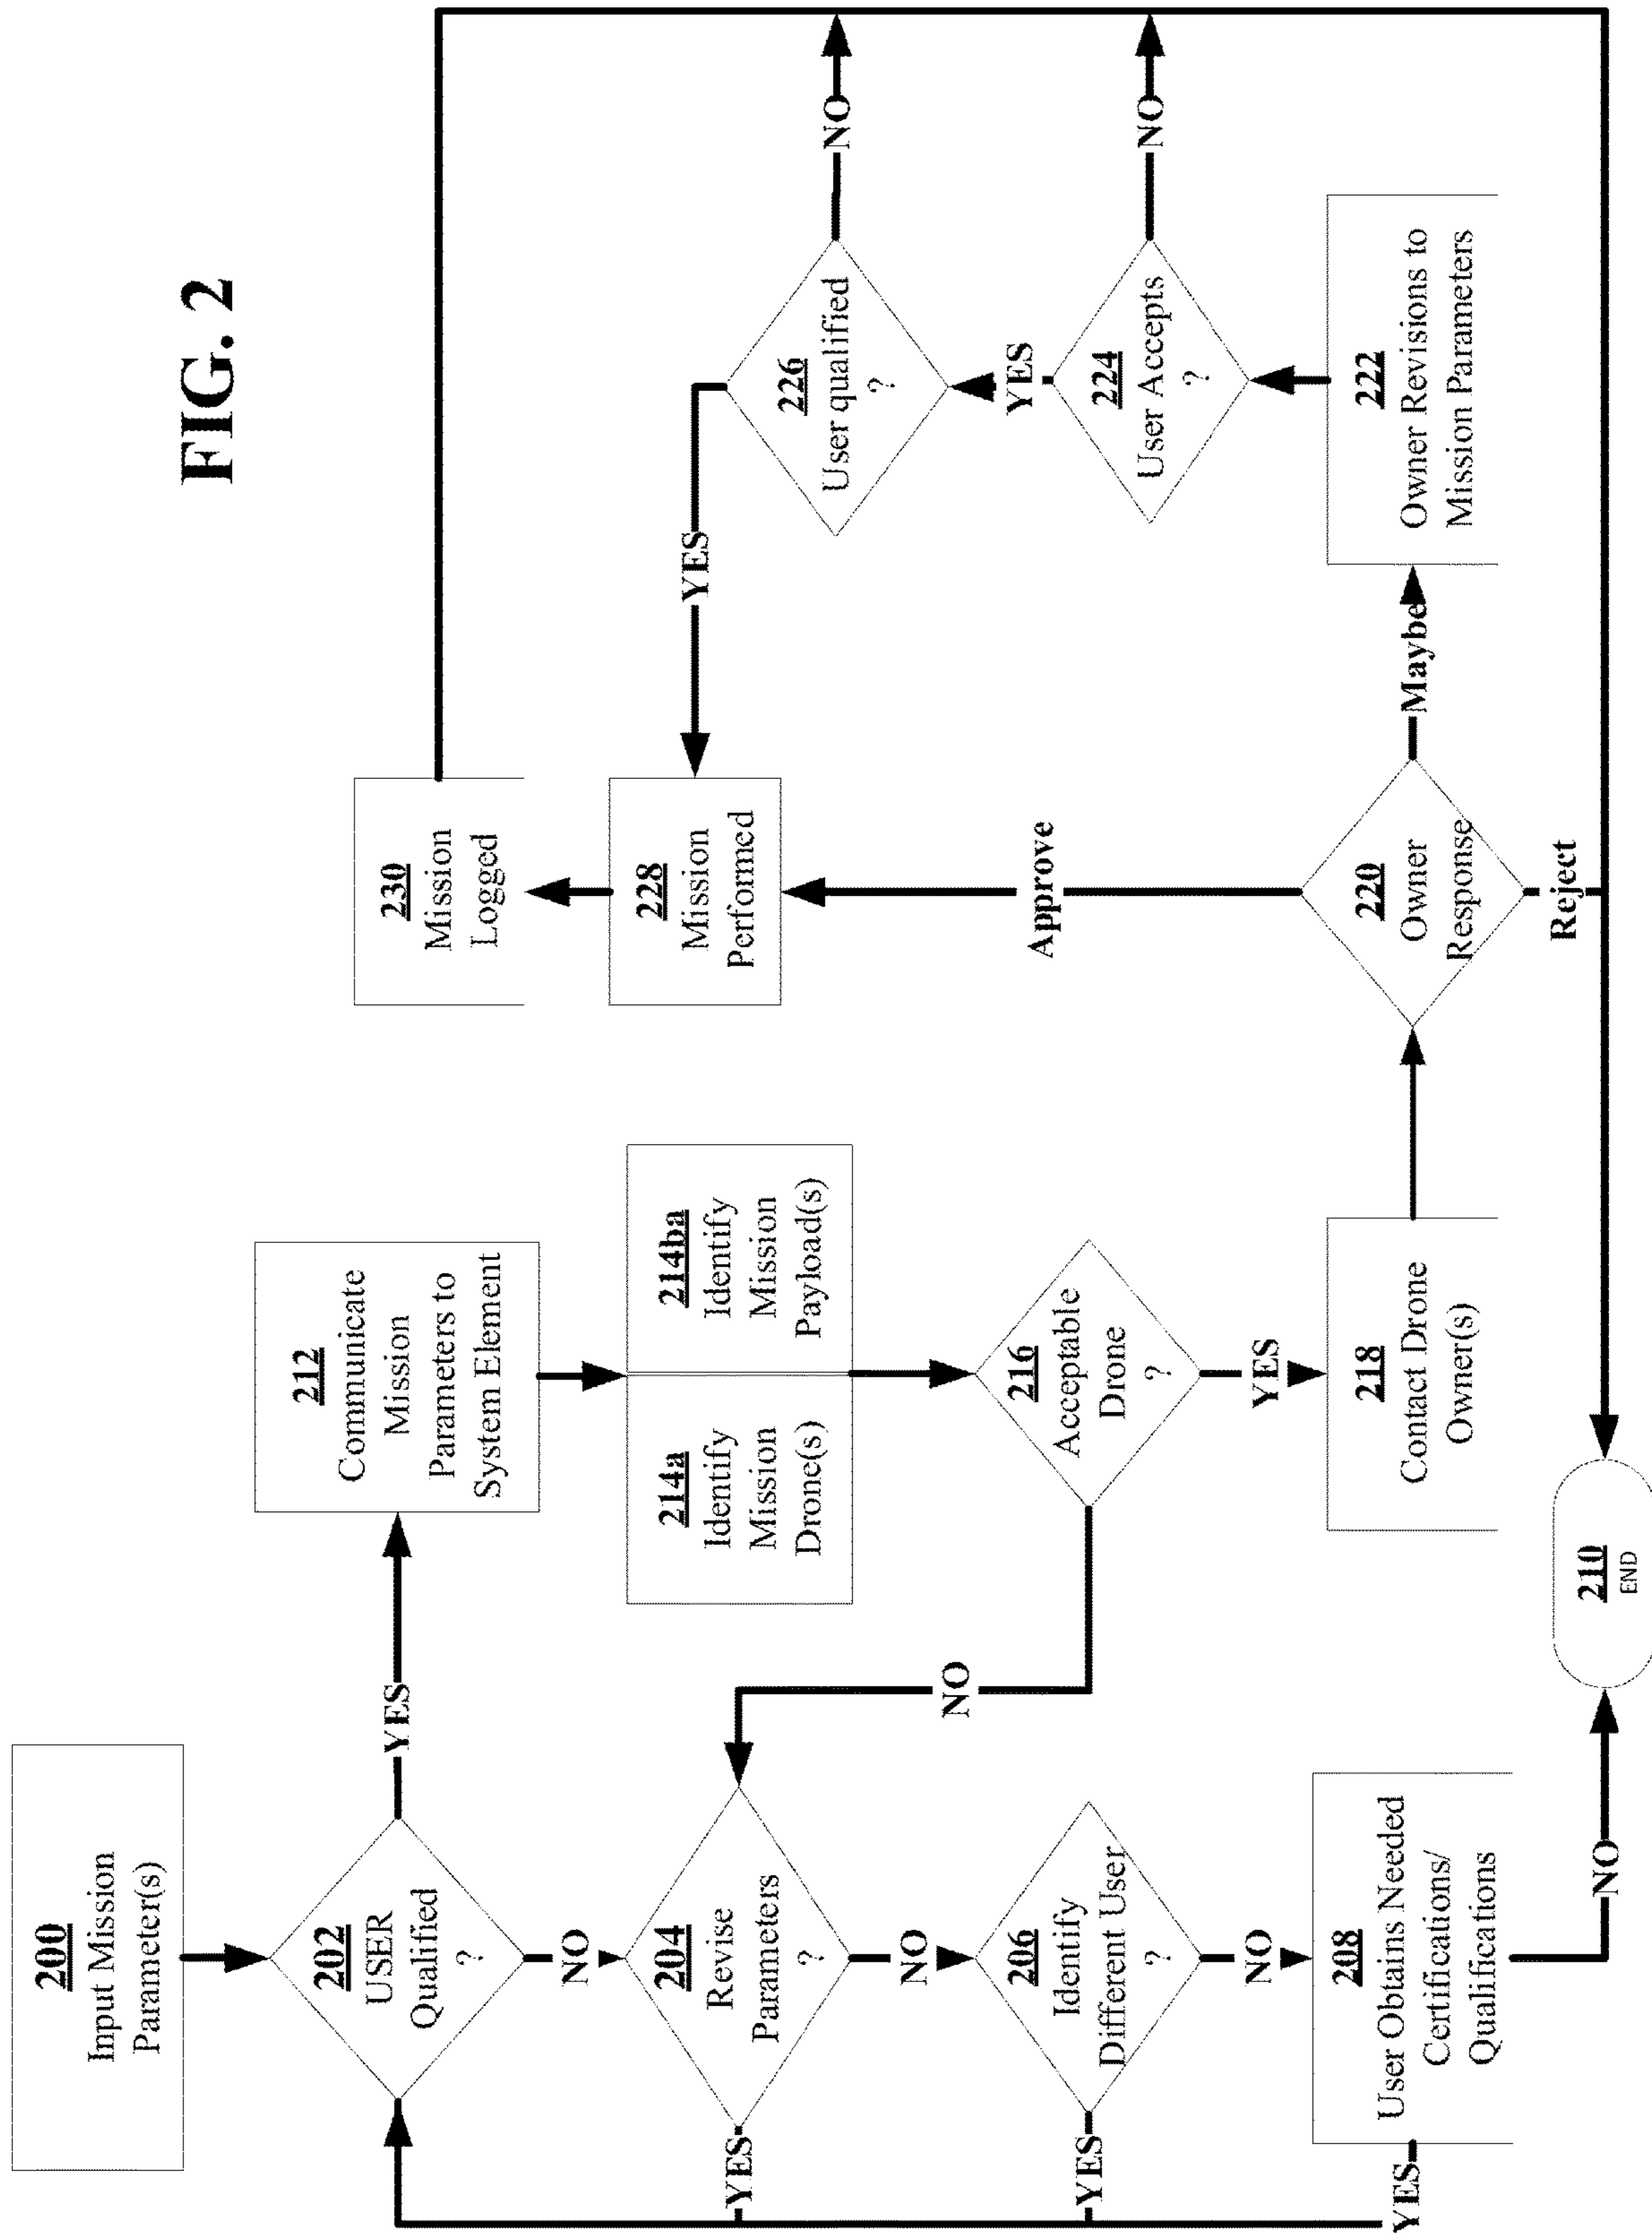 FIG. 2
200
Input Mission
Parameter(s)
202
USER
Qualified
?
YES
NO
204
Revise
Parameters
?
YES
NO
206
Identify
Different User
?
YES
NO
208
User Obtains Needed
Certifications/
Qualifications
YES
NO
210
END
212
Communicate
Mission
Parameters to
System Element
214a
Identify
Mission
Drone(s)
214ba
Identify
Mission
Payload(s)
216
Acceptable
Drone
?
NO
YES
218
Contact Drone
Owner(s)
220
Owner
Response
Approve
Maybe
Reject
222
Owner Revisions to
Mission Parameters
224
User Accepts
?
NO
YES
226
User qualified
?
NO
YES
228
Mission
Performed
230
Mission
Logged